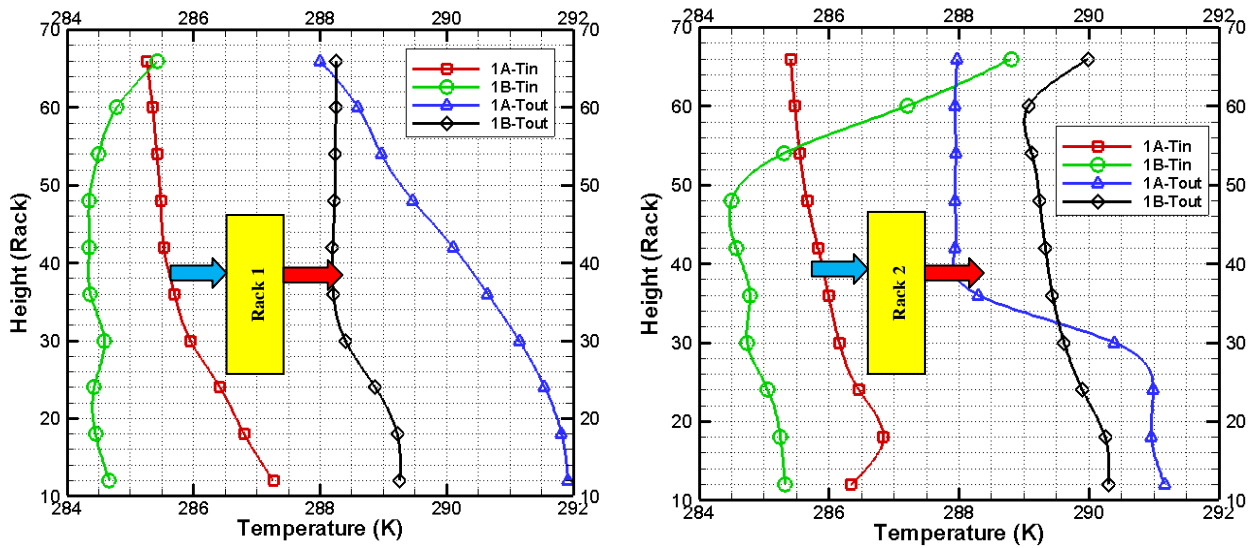 284 286 288 290 292
70 70
60 60
50 50
40 40
30 30
20 20
10 10
284 286 288 290 292
Height (Rack)
Temperature (K)
1A-Tin
1B-Tin
1A-Tout
1B-Tout
Rack 1
284 286 288 290 292
70 70
60 60
50 50
40 40
30 30
20 20
10 10
284 286 288 290 292
Height (Rack)
Temperature (K)
1A-Tin
1B-Tin
1A-Tout
1B-Tout
Rack 2